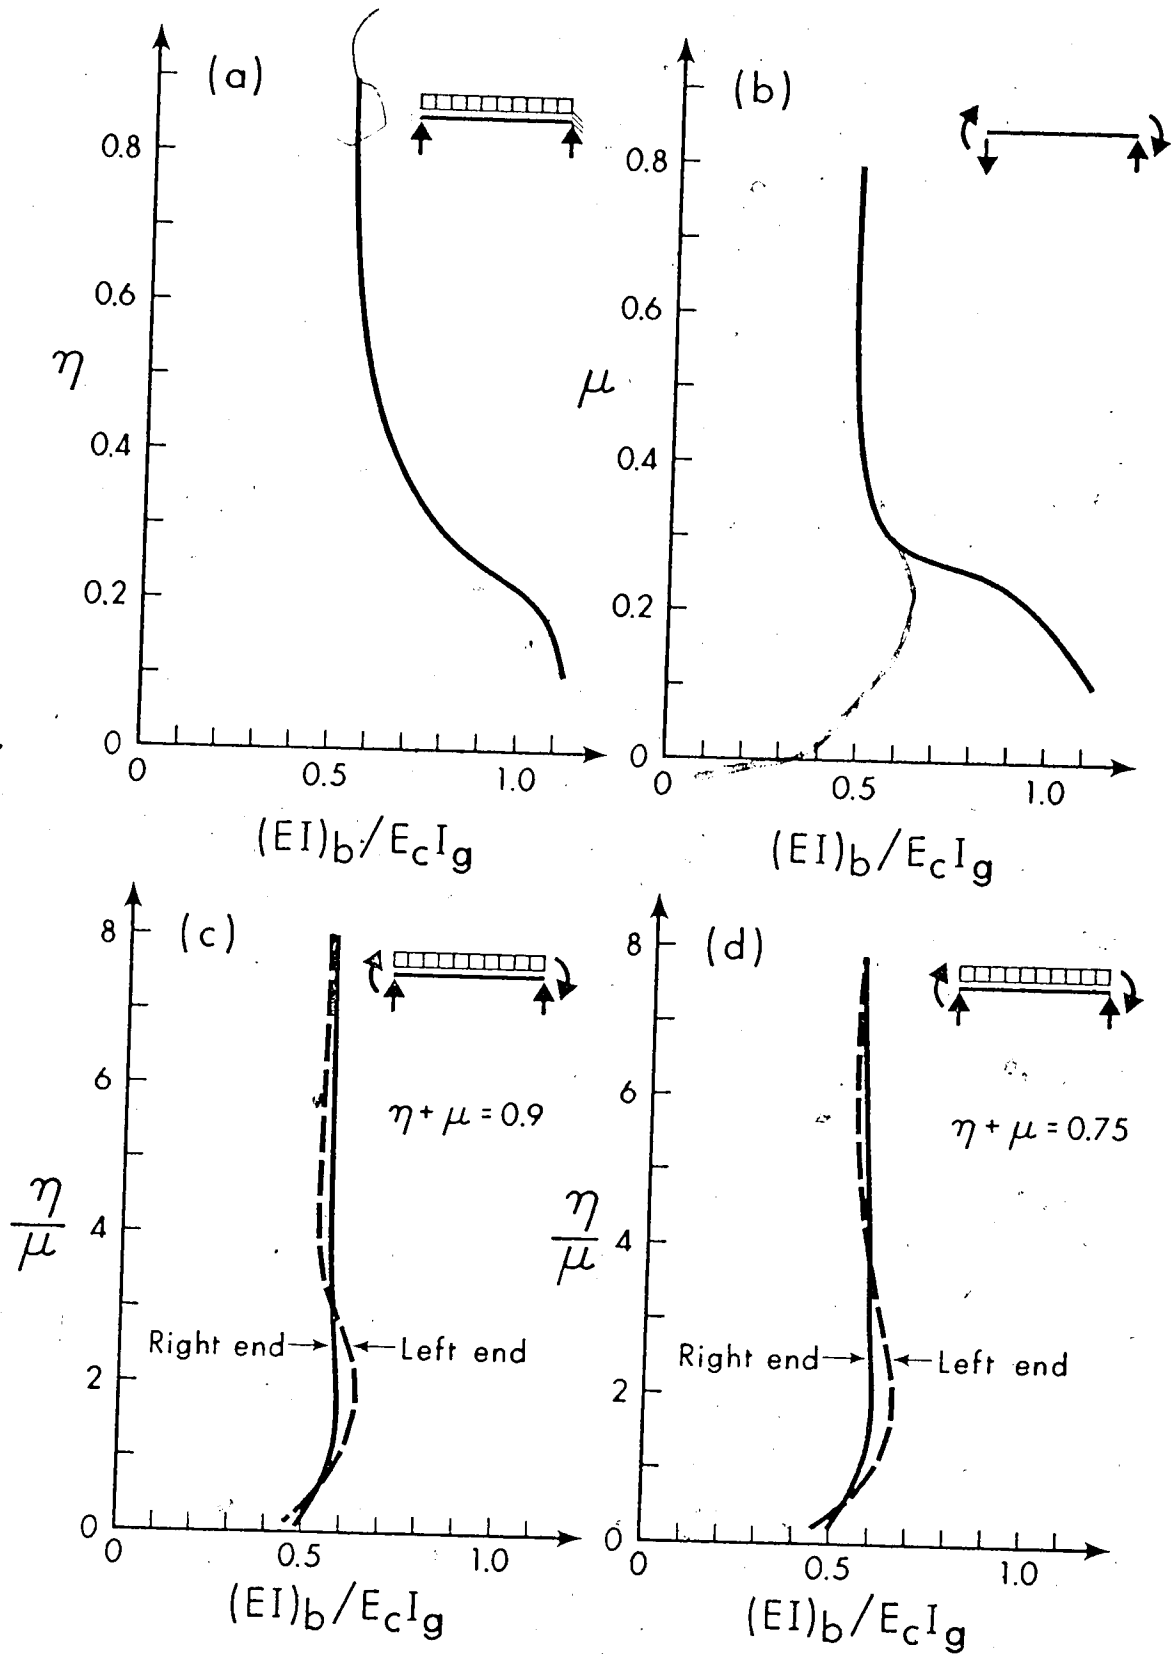 (a)
0.8
0.6
η
0.4
0.2
0
0 0.5 1.0
(EI)b/EcIg
(b)
0.8
0.6
μ
0.4
0.2
0
0 0.5 1.0
(EI)b/EcIg
(c)
8
6
η + μ = 0.9
η/μ
4
Right end Left end
2
0
0 0.5 1.0
(EI)b/EcIg
(d)
8
6
η + μ = 0.75
η/μ
4
Right end Left end
2
0
0 0.5 1.0
(EI)b/EcIg